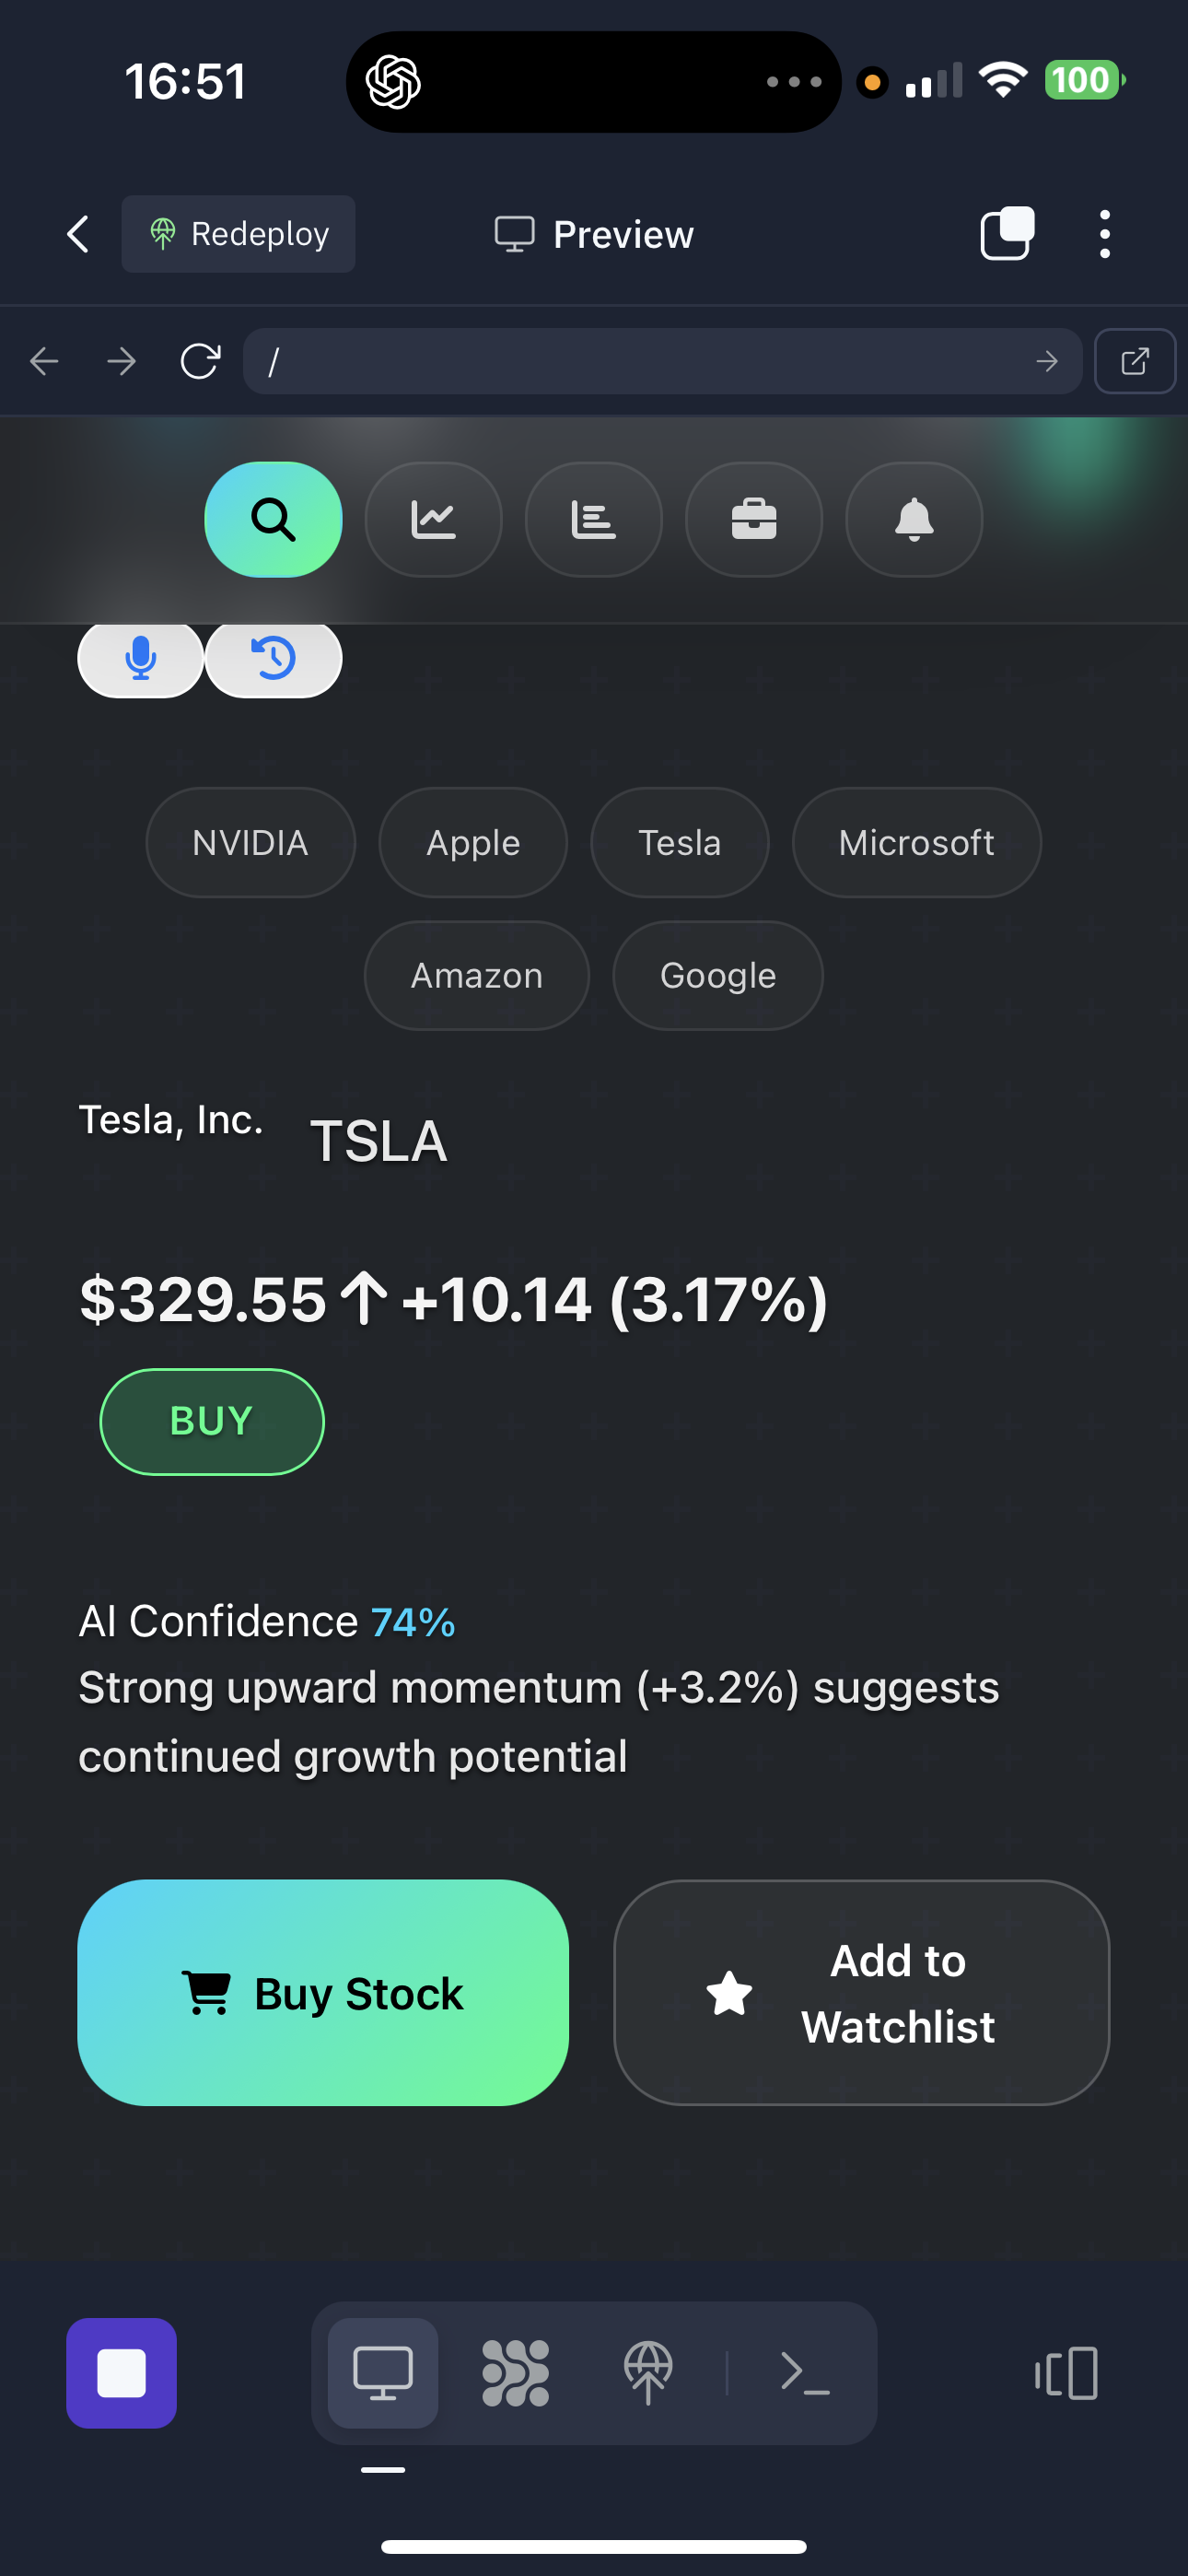 16:51
100
Redeploy
Preview
/
NVIDIA
Apple
Tesla
Microsoft
Amazon
Google
Tesla, Inc. TSLA
$329.55 ↑ +10.14 (3.17%)
BUY
AI Confidence 74%
Strong upward momentum (+3.2%) suggests
continued growth potential
Buy Stock
Add to
Watchlist